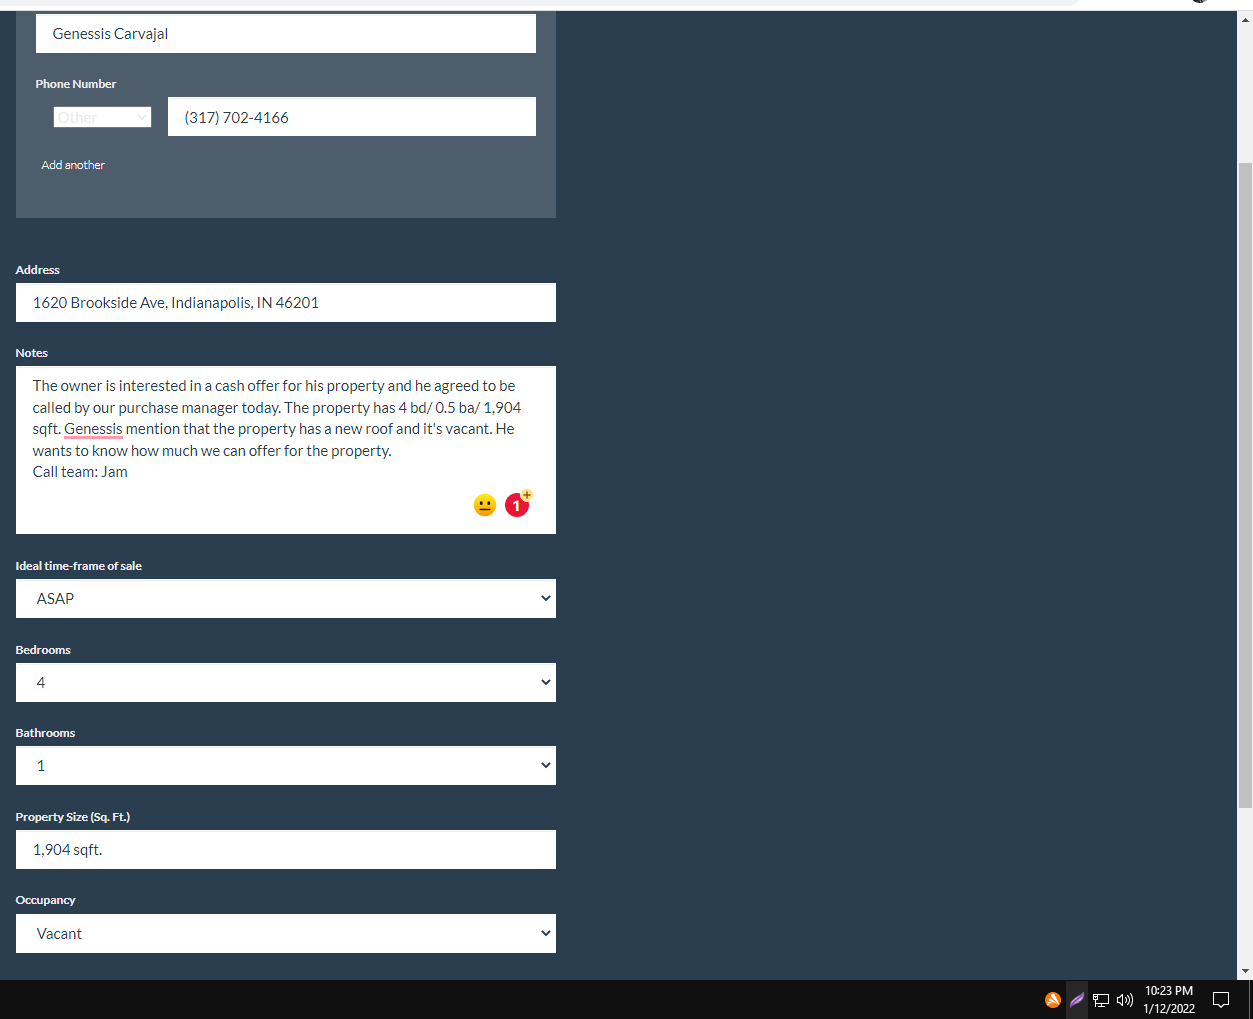 Genessis Carvajal
Phone Number
Other
(317) 702-4166
Add another
Address
1620 Brookside Ave, Indianapolis, IN 46201
Notes
The owner is interested in a cash offer for his property and he agreed to be
called by our purchase manager today. The property has 4 bd/ 0.5 ba/ 1,904
sqft. Genessis mention that the property has a new roof and it's vacant. He
wants to know how much we can offer for the property.
Call team: Jam
1+
Ideal time-frame of sale
ASAP
Bedrooms
4
Bathrooms
1
Property Size (Sq. Ft.)
1,904 sqft.
Occupancy
Vacant
10:23 PM
1/12/2022